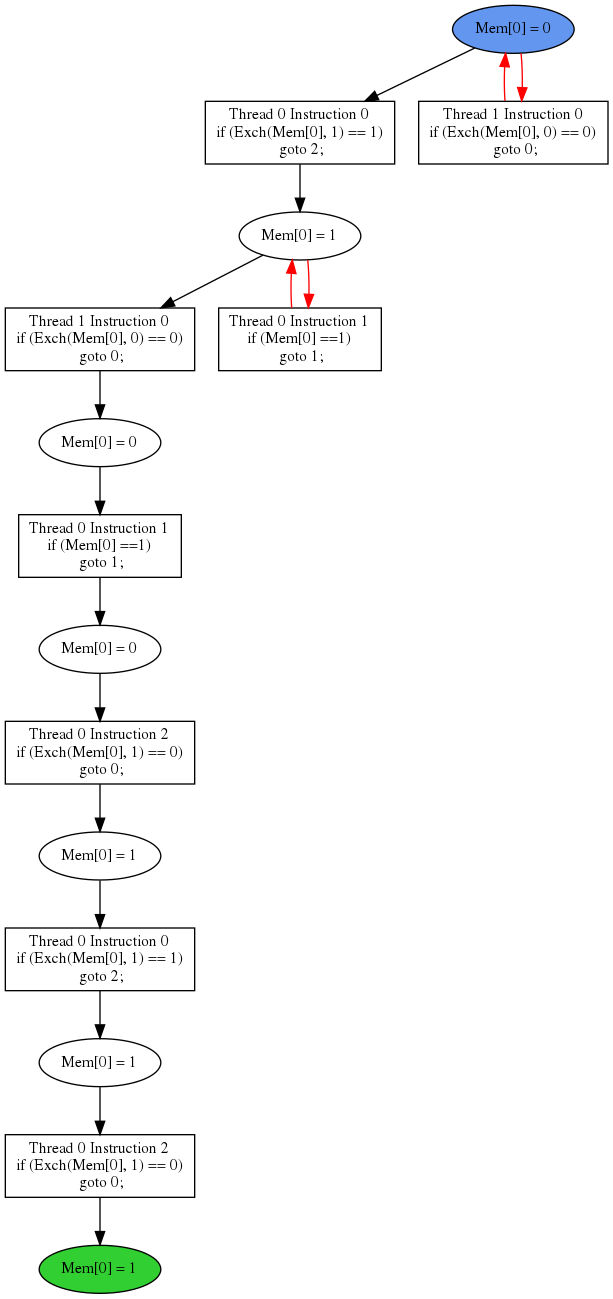 Mem[0] = 0
Thread 0 Instruction 0
if (Exch(Mem[0], 1) == 1)
goto 2;
Thread 1 Instruction 0
if (Exch(Mem[0], 0) == 0)
goto 0;
Mem[0] = 1
Thread 1 Instruction 0
if (Exch(Mem[0], 0) == 0)
goto 0;
Thread 0 Instruction 1
if (Mem[0] ==1)
goto 1;
Mem[0] = 0
Thread 0 Instruction 1
if (Mem[0] ==1)
goto 1;
Mem[0] = 0
Thread 0 Instruction 2
if (Exch(Mem[0], 1) == 0)
goto 0;
Mem[0] = 1
Thread 0 Instruction 0
if (Exch(Mem[0], 1) == 1)
goto 2;
Mem[0] = 1
Thread 0 Instruction 2
if (Exch(Mem[0], 1) == 0)
goto 0;
Mem[0] = 1